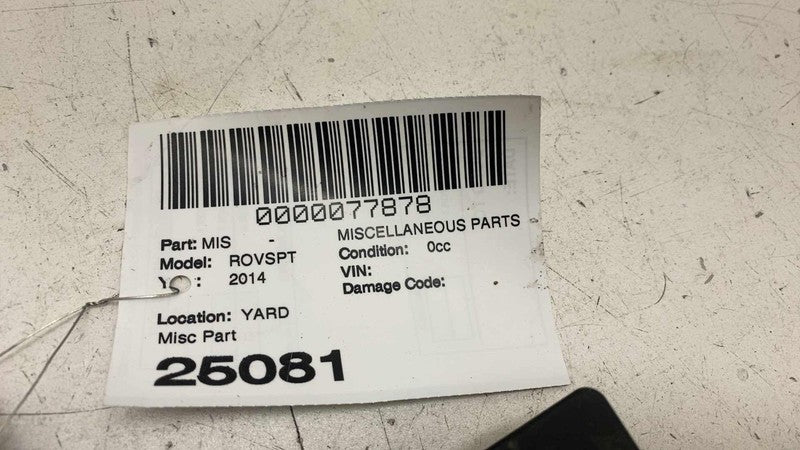 0000077878
Part: MIS - MISCELLANEOUS PARTS
Model: ROVSPT Condition: 0cc
Y : 2014 VIN:
Damage Code:
Location: YARD
Misc Part
25081